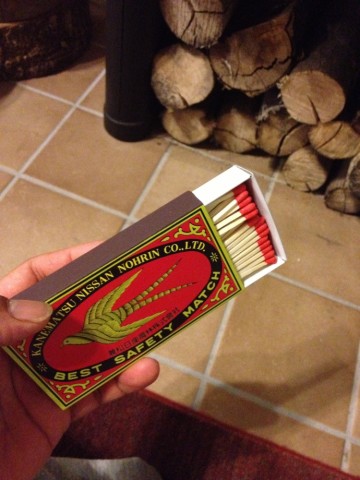 KANEMATSU NISSAN NOHRIN CO., LTD.
BEST SAFETY MATCH